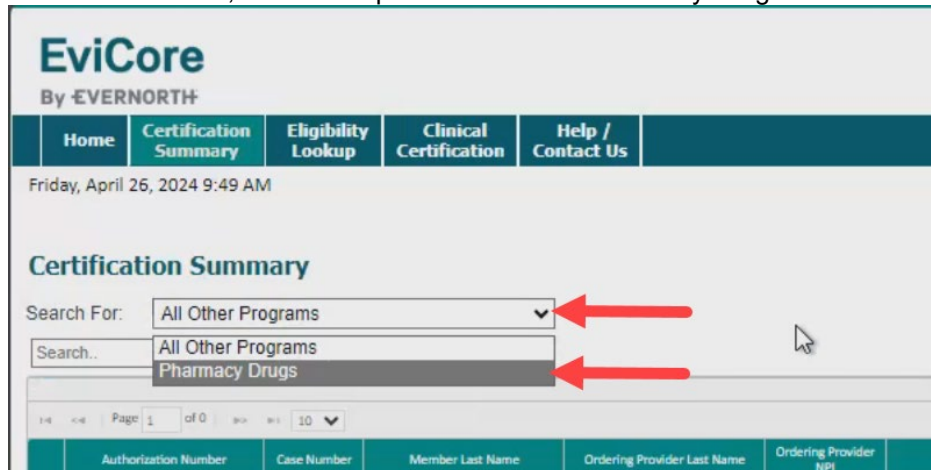 EviCore
By EVERNORTH
Home Certification Summary Eligibility Lookup Clinical Certification Help / Contact Us
Friday, April 26, 2024 9:49 AM
Certification Summary
Search For: All Other Programs
Search.. All Other Programs
Pharmacy Drugs
Page 1 of 0 10
Authorization Number Case Number Member Last Name Ordering Provider Last Name Ordering Provider NPI